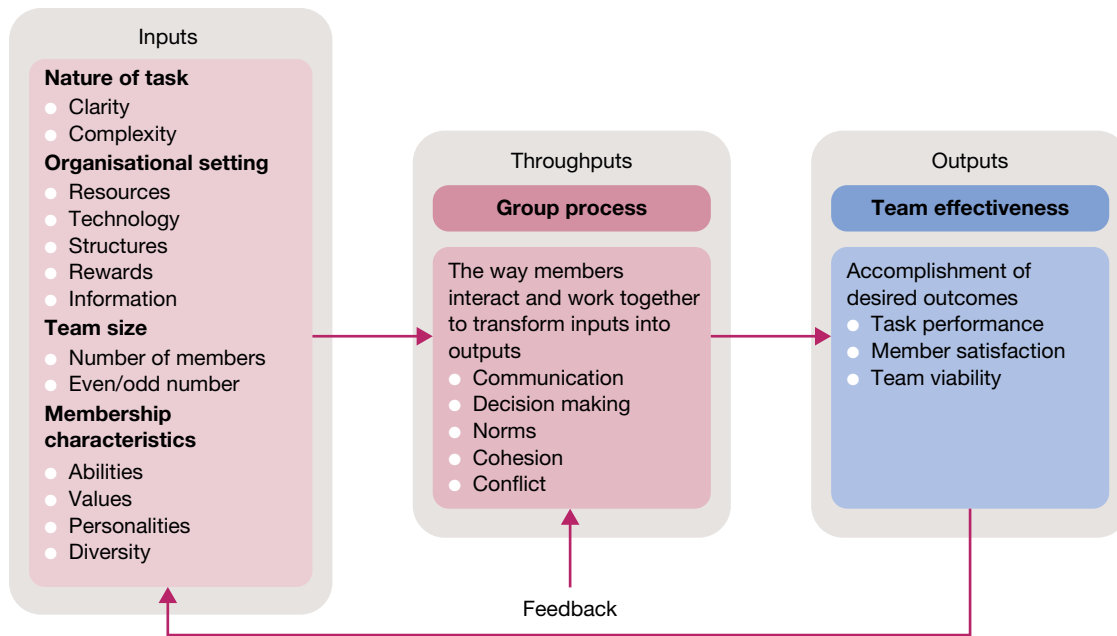 Inputs
Nature of task
Clarity
Complexity
Organisational setting
Resources
Technology
Structures
Rewards
Information
Team size
Number of members
Even/odd number
Membership
characteristics
Abilities
Values
Personalities
Diversity
Throughputs
Group process
The way members
interact and work together
to transform inputs into
outputs
Communication
Decision making
Norms
Cohesion
Conflict
Outputs
Team effectiveness
Accomplishment of
desired outcomes
Task performance
Member satisfaction
Team viability
Feedback